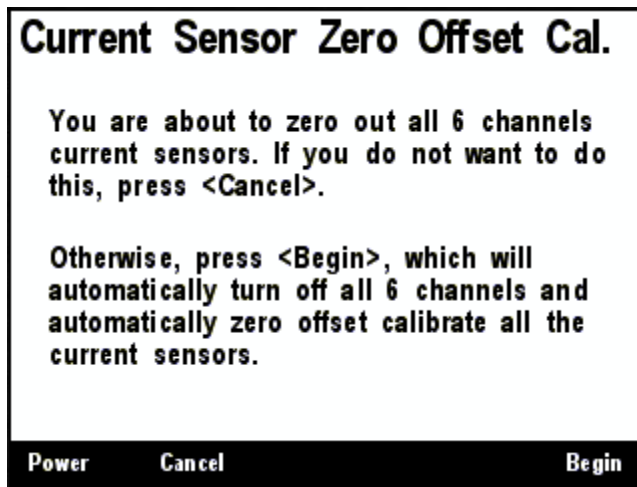 Current Sensor Zero Offset Cal.
You are about to zero out all 6 channels
current sensors. If you do not want to do
this, press <Cancel>.
Otherwise, press <Begin>, which will
automatically turn off all 6 channels and
automatically zero offset calibrate all the
current sensors.
Power Cancel Begin